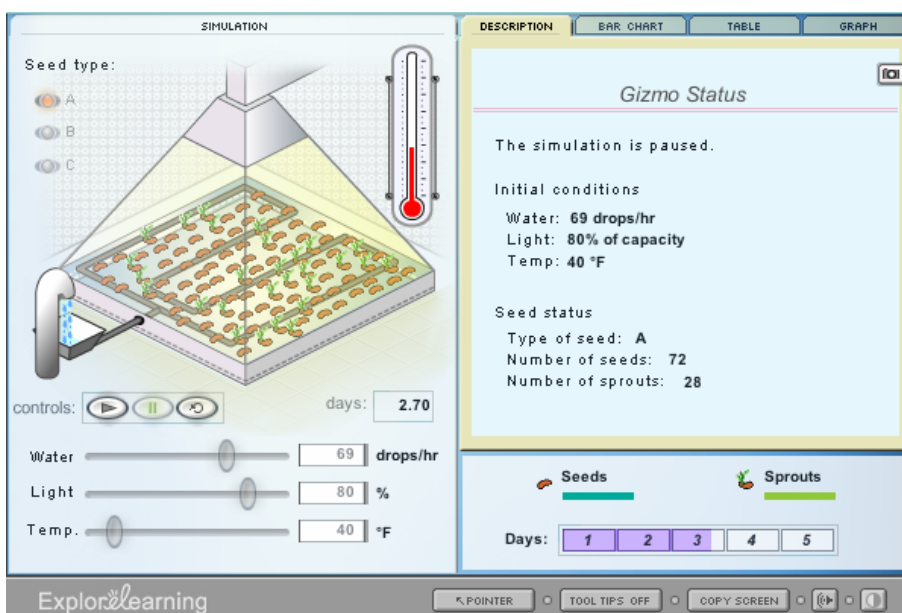 SIMULATION
DESCRIPTION
BAR CHART
TABLE
GRAPH
Seed type:
A
B
C
Gizmo Status
The simulation is paused.
Initial conditions
Water: 69 drops/hr
Light: 80% of capacity
Temp: 40 °F
Seed status
Type of seed: A
Number of seeds: 72
Number of sprouts: 28
controls:
days: 2.70
Water 69 drops/hr
Light 80 %
Temp. 40 °F
Seeds
Sprouts
Days: 1 2 3 4 5
ExploreLearning
POINTER
TOOL TIPS OFF
COPY SCREEN